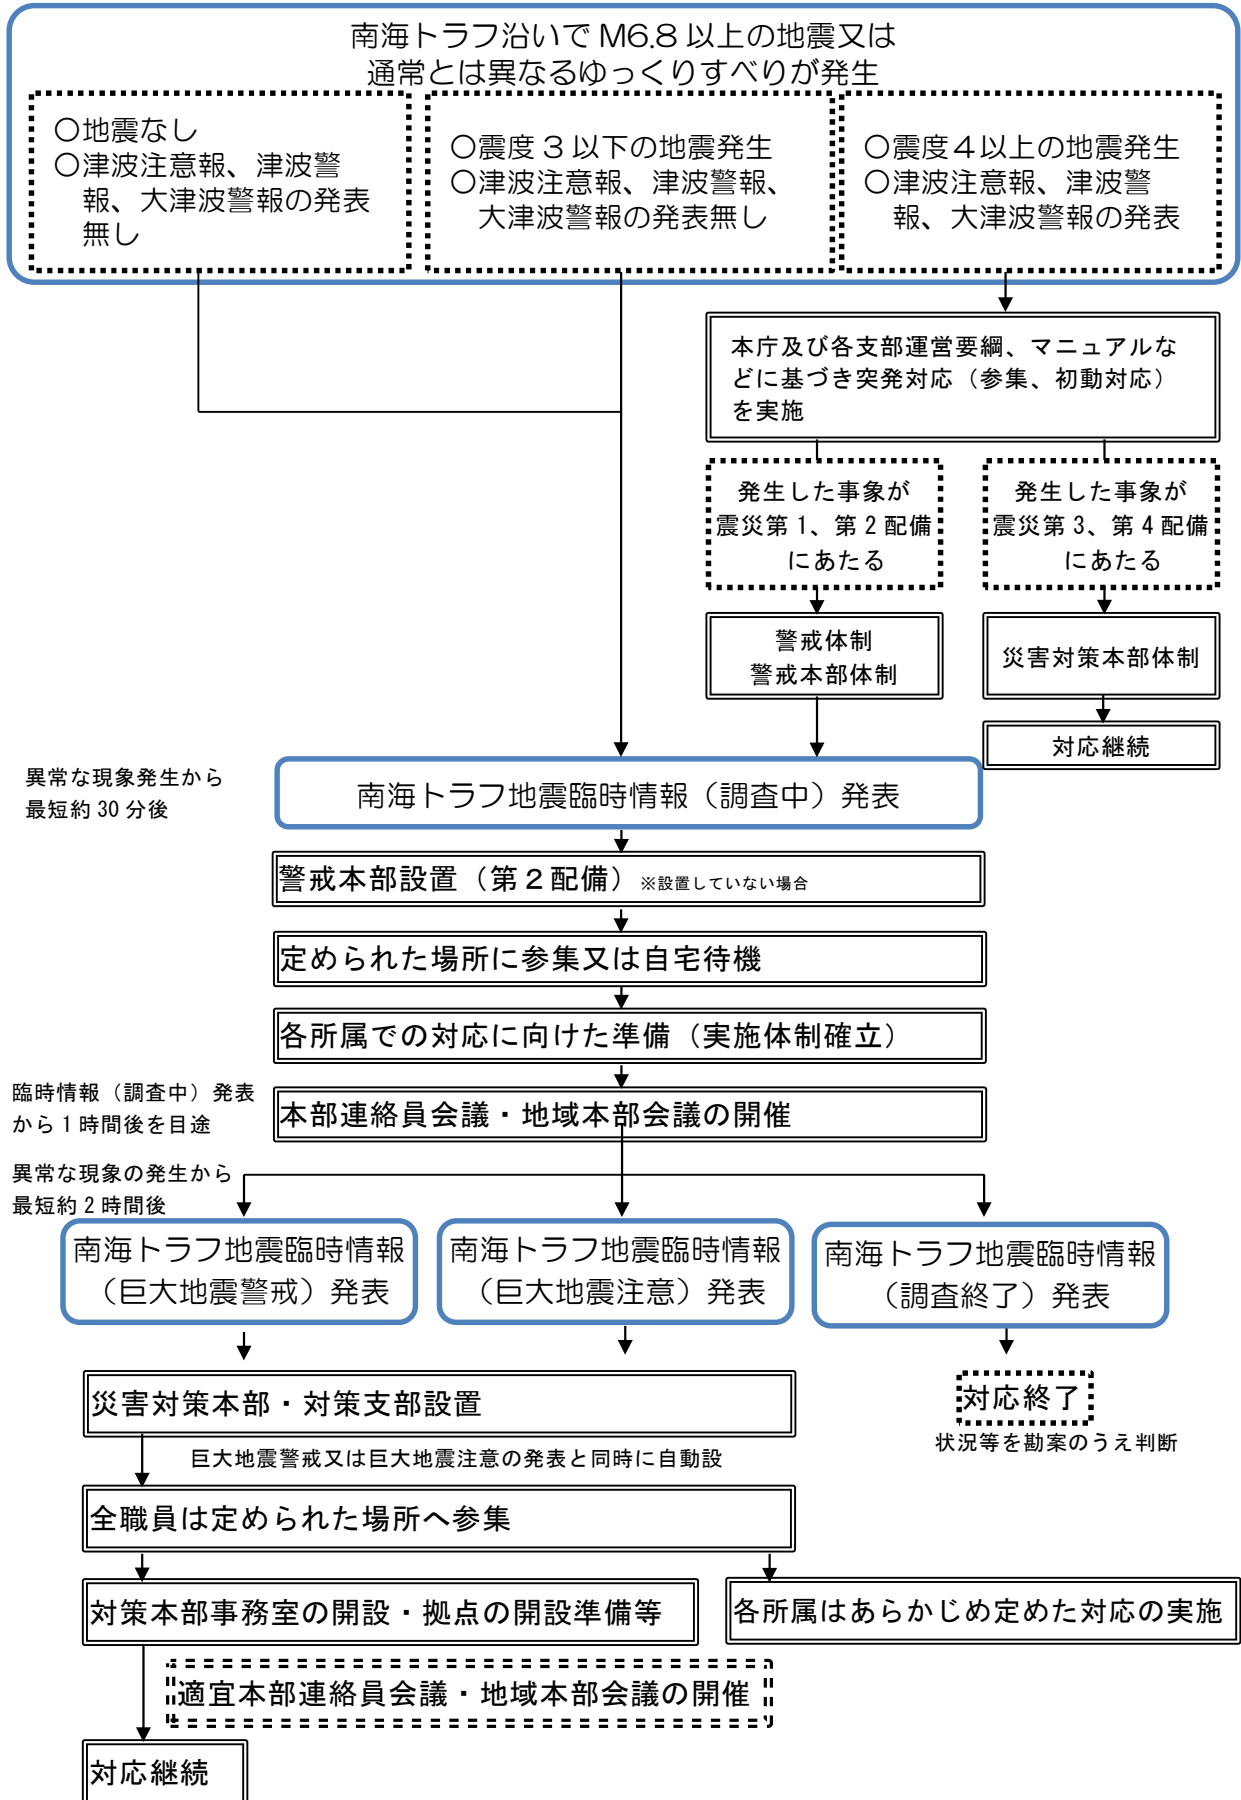 南海トラフ沿いで M6.8 以上の地震又は
通常とは異なるゆっくりすべりが発生
○地震なし
○津波注意報、津波警
報、大津波警報の発表
無し
○震度３以下の地震発生
○津波注意報、津波警報、
大津波警報の発表無し
○震度４以上の地震発生
○津波注意報、津波警
報、大津波警報の発表
本庁及び各支部運営要綱、マニュアルな
どに基づき突発対応（参集、初動対応）
を実施
発生した事象が
震災第 1、第 2 配備
にあたる
発生した事象が
震災第 3、第 4 配備
にあたる
警戒体制
警戒本部体制
災害対策本部体制
対応継続
異常な現象発生から
最短約 30 分後
南海トラフ地震臨時情報（調査中）発表
警戒本部設置（第２配備）※設置していない場合
定められた場所に参集又は自宅待機
各所属での対応に向けた準備（実施体制確立）
臨時情報（調査中）発表
から 1 時間後を目途
本部連絡員会議・地域本部会議の開催
異常な現象の発生から
最短約 2 時間後
南海トラフ地震臨時情報
（巨大地震警戒）発表
南海トラフ地震臨時情報
（巨大地震注意）発表
南海トラフ地震臨時情報
（調査終了）発表
災害対策本部・対策支部設置
対応終了
状況等を勘案のうえ判断
巨大地震警戒又は巨大地震注意の発表と同時に自動設
全職員は定められた場所へ参集
対策本部事務室の開設・拠点の開設準備等
各所属はあらかじめ定めた対応の実施
適宜本部連絡員会議・地域本部会議の開催
対応継続